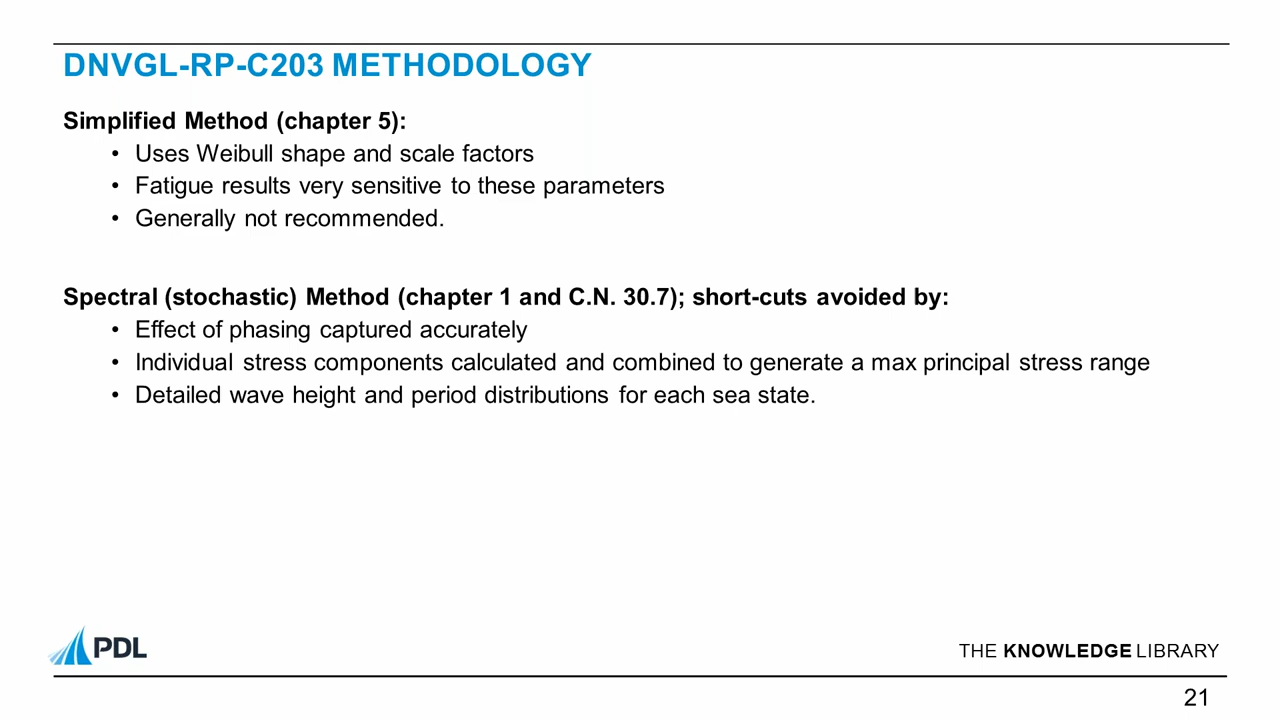 DNVGL-RP-C203 METHODOLOGY
Simplified Method (chapter 5):
• Uses Weibull shape and scale factors
• Fatigue results very sensitive to these parameters
• Generally not recommended.
Spectral (stochastic) Method (chapter 1 and C.N. 30.7); short-cuts avoided by:
• Effect of phasing captured accurately
• Individual stress components calculated and combined to generate a max principal stress range
• Detailed wave height and period distributions for each sea state.
PDL
THE KNOWLEDGE LIBRARY
21